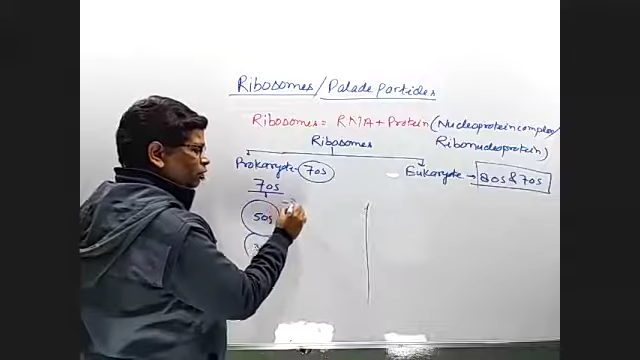 Ribosomes/Palade Particles
Ribosomes = RNA + Protein (Nucleoprotein complex/
Ribonucleoprotein)
Ribosomes
Prokaryote - 70s
Eukaryote → 80s & 70s
70s
50s